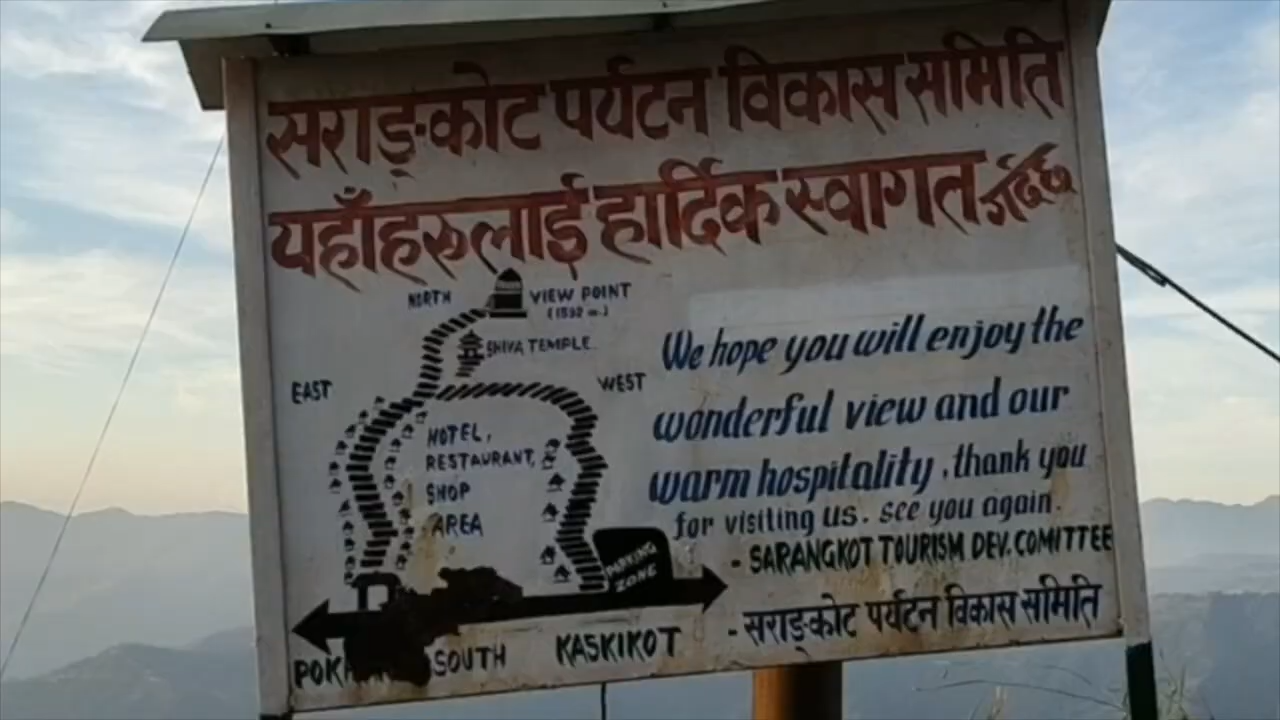 सराङ्कोट पर्यटन विकास समिति
यहाँहरुलाई हार्दिक स्वागत गर्दछ
NORTH VIEW POINT
(1592 m.)
SHIVA TEMPLE
EAST WEST
HOTEL,
RESTAURANT,
SHOP
AREA
PARKING
ZONE
SOUTH KASKIKOT
We hope you will enjoy the
wonderful view and our
warm hospitality, thank you
for visiting us. see you again.
- SARANGKOT TOURISM DEV. COMITTEE
- सराङ्कोट पर्यटन विकास समिति